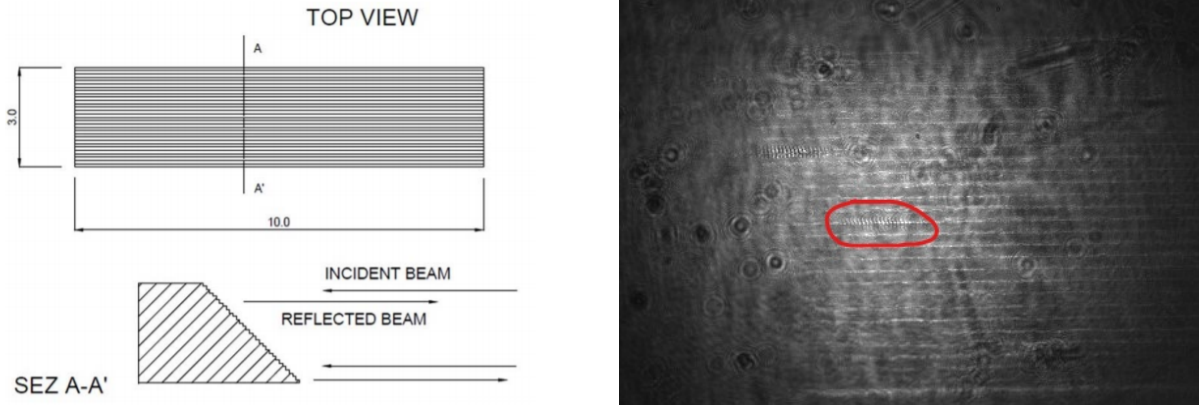 TOP VIEW
A
3.0
A'
10.0
INCIDENT BEAM
REFLECTED BEAM
SEZ A-A'